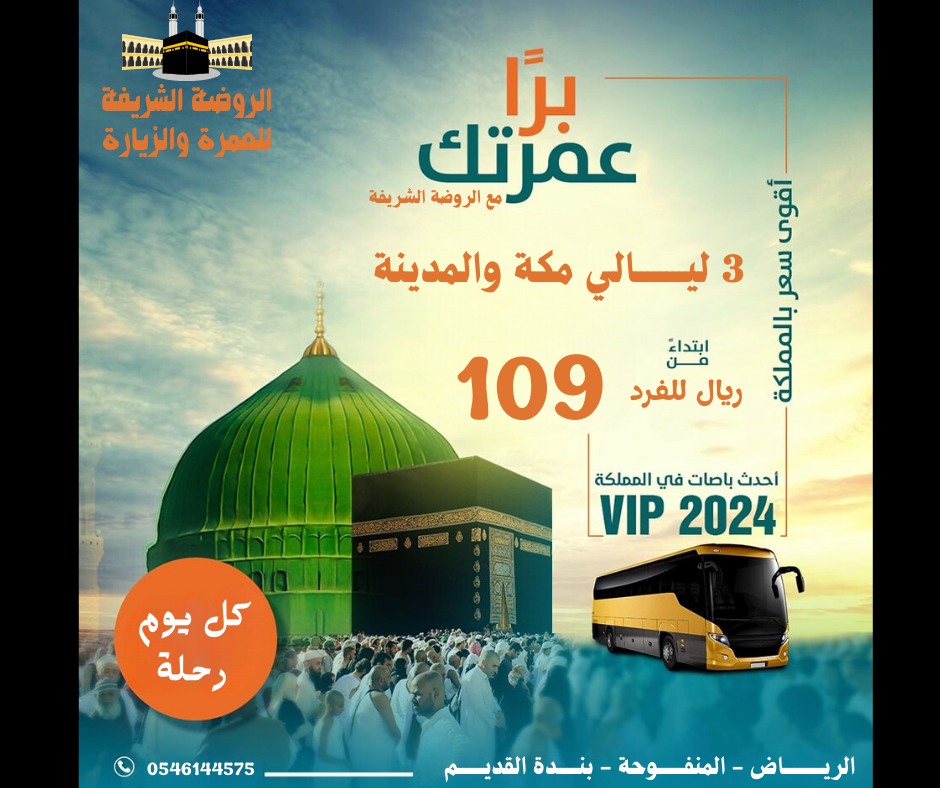 الروضة الشريفة
للعمرة والزيارة
برًا
عمرتك
مع الروضة الشريفة
أقوى سعر بالمملكة
3 ليـــالي مكة والمدينة
ابتداءً
مــن
109 ريال للفرد
أحدث باصات في المملكة
VIP 2024
كل يوم
رحلة
الريـــاض - المنفـــوحة - بنـــدة القديـــم
0546144575